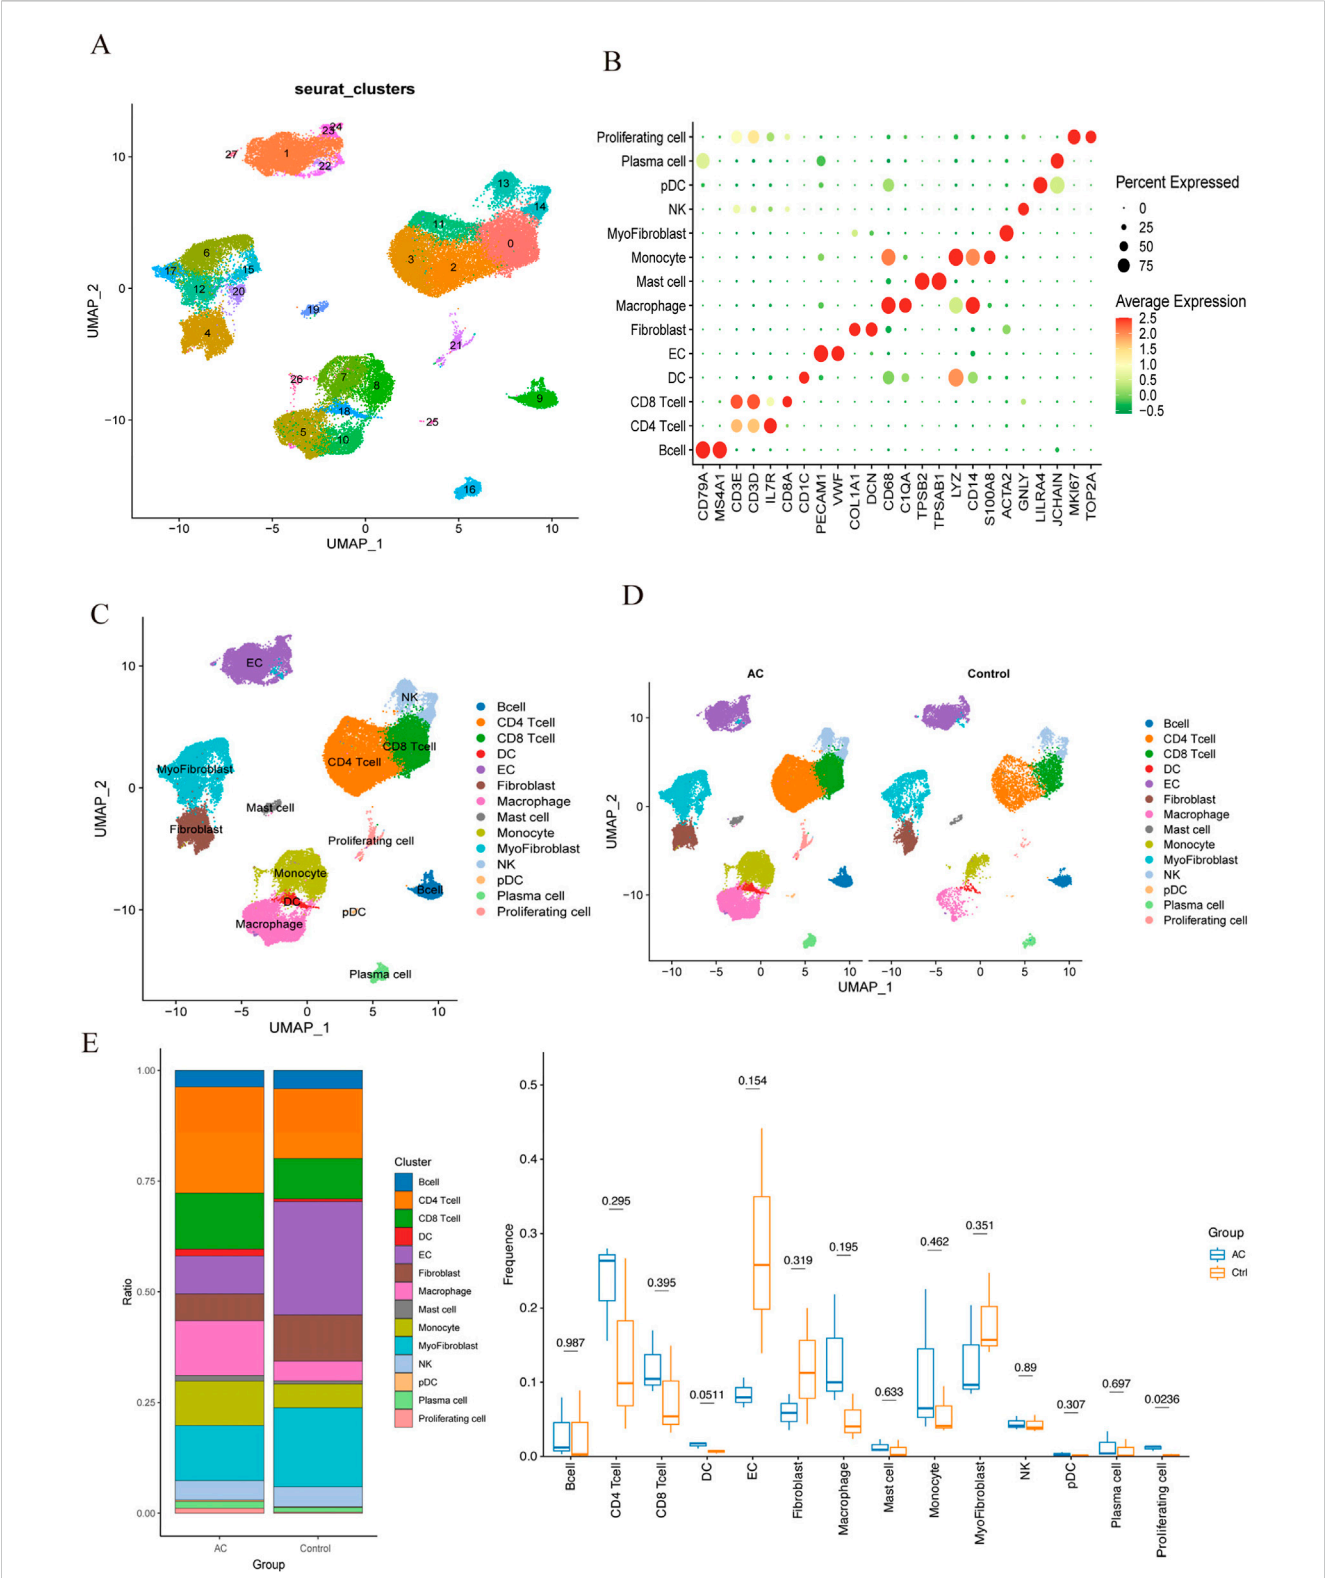 A
seurat_clusters
UMAP_2
10
0
−10
−10
−5
0
5
10
UMAP_1
24
23
27
1
22
13
14
11
0
3
2
6
17
15
12
20
19
4
21
26
7
8
9
18
25
5
10
16
B
Proliferating cell
Plasma cell
pDC
NK
MyoFibroblast
Monocyte
Mast cell
Macrophage
Fibroblast
EC
DC
CD8 Tcell
CD4 Tcell
Bcell
CD79A
MS4A1
CD3E
CD3D
IL7R
CD8A
CD1C
PECAM1
VWF
COL1A1
DCN
CD68
C1QA
TPSB2
TPSAB1
LYZ
CD14
S100A8
ACTA2
GNLY
LILRA4
JCHAIN
MKI67
TOP2A
Percent Expressed
0
25
50
75
Average Expression
2.5
2.0
1.5
1.0
0.5
0.0
−0.5
C
UMAP_2
10
0
−10
−10
−5
0
5
10
UMAP_1
EC
NK
CD8 Tcell
CD4 Tcell
MyoFibroblast
Mast cell
Fibroblast
Proliferating cell
Monocyte
Bcell
DC
pDC
Macrophage
Plasma cell
Bcell
CD4 Tcell
CD8 Tcell
DC
EC
Fibroblast
Macrophage
Mast cell
Monocyte
MyoFibroblast
NK
pDC
Plasma cell
Proliferating cell
D
AC
Control
UMAP_2
10
0
−10
−10
−5
0
5
10
−10
−5
0
5
10
UMAP_1
Bcell
CD4 Tcell
CD8 Tcell
DC
EC
Fibroblast
Macrophage
Mast cell
Monocyte
MyoFibroblast
NK
pDC
Plasma cell
Proliferating cell
E
Ratio
1.00
0.75
0.50
0.25
0.00
AC
Control
Group
Cluster
Bcell
CD4 Tcell
CD8 Tcell
DC
EC
Fibroblast
Macrophage
Mast cell
Monocyte
MyoFibroblast
NK
pDC
Plasma cell
Proliferating cell
Frequence
0.5
0.4
0.3
0.2
0.1
0.0
0.987
0.295
0.395
0.0511
0.154
0.319
0.195
0.633
0.462
0.351
0.89
0.307
0.697
0.0236
Bcell
CD4 Tcell
CD8 Tcell
DC
EC
Fibroblast
Macrophage
Mast cell
Monocyte
MyoFibroblast
NK
pDC
Plasma cell
Proliferating cell
Group
AC
Ctrl